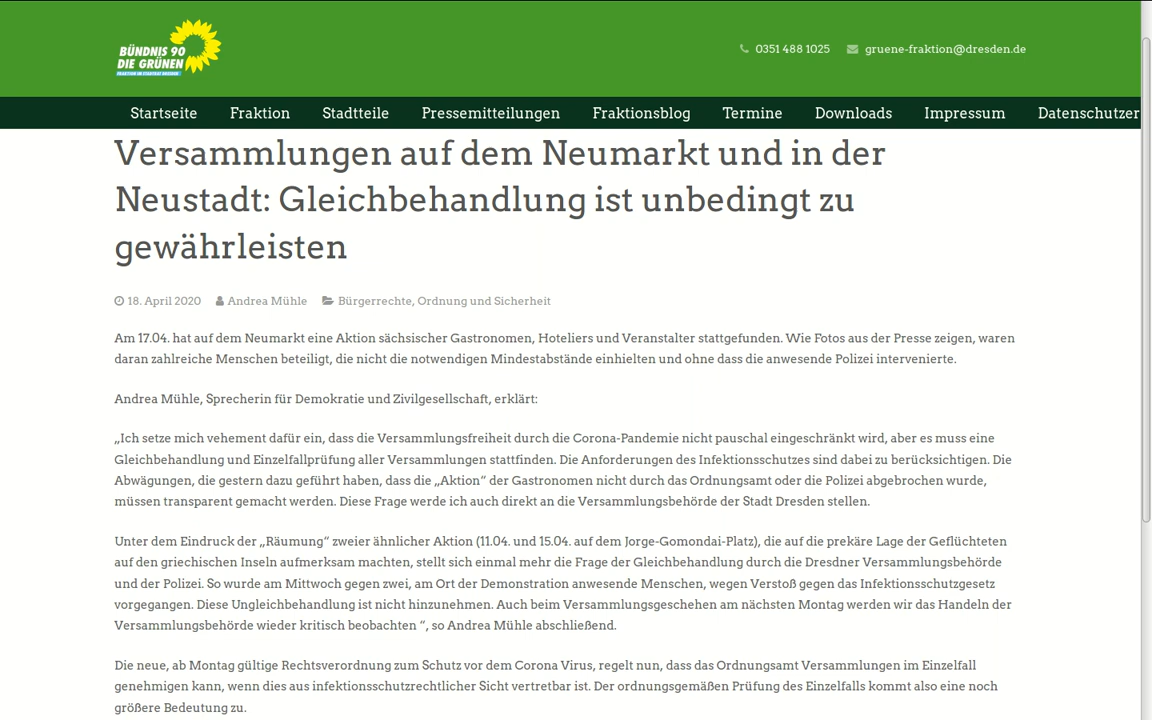 BÜNDNIS 90
DIE GRÜNEN
FRAKTION IM STADTRAT DRESDEN
0351 488 1025 gruene-fraktion@dresden.de
Startseite Fraktion Stadtteile Pressemitteilungen Fraktionsblog Termine Downloads Impressum Datenschutzer
Versammlungen auf dem Neumarkt und in der
Neustadt: Gleichbehandlung ist unbedingt zu
gewährleisten
18. April 2020 Andrea Mühle Bürgerrechte, Ordnung und Sicherheit
Am 17.04. hat auf dem Neumarkt eine Aktion sächsischer Gastronomen, Hoteliers und Veranstalter stattgefunden. Wie Fotos aus der Presse zeigen, waren
daran zahlreiche Menschen beteiligt, die nicht die notwendigen Mindestabstände einhielten und ohne dass die anwesende Polizei intervenierte.
Andrea Mühle, Sprecherin für Demokratie und Zivilgesellschaft, erklärt:
„Ich setze mich vehement dafür ein, dass die Versammlungsfreiheit durch die Corona-Pandemie nicht pauschal eingeschränkt wird, aber es muss eine
Gleichbehandlung und Einzelfallprüfung aller Versammlungen stattfinden. Die Anforderungen des Infektionsschutzes sind dabei zu berücksichtigen. Die
Abwägungen, die gestern dazu geführt haben, dass die „Aktion“ der Gastronomen nicht durch das Ordnungsamt oder die Polizei abgebrochen wurde,
müssen transparent gemacht werden. Diese Frage werde ich auch direkt an die Versammlungsbehörde der Stadt Dresden stellen.
Unter dem Eindruck der „Räumung“ zweier ähnlicher Aktion (11.04. und 15.04. auf dem Jorge-Gomondai-Platz), die auf die prekäre Lage der Geflüchteten
auf den griechischen Inseln aufmerksam machten, stellt sich einmal mehr die Frage der Gleichbehandlung durch die Dresdner Versammlungsbehörde
und der Polizei. So wurde am Mittwoch gegen zwei, am Ort der Demonstration anwesende Menschen, wegen Verstoß gegen das Infektionsschutzgesetz
vorgegangen. Diese Ungleichbehandlung ist nicht hinzunehmen. Auch beim Versammlungsgeschehen am nächsten Montag werden wir das Handeln der
Versammlungsbehörde wieder kritisch beobachten “, so Andrea Mühle abschließend.
Die neue, ab Montag gültige Rechtsverordnung zum Schutz vor dem Corona Virus, regelt nun, dass das Ordnungsamt Versammlungen im Einzelfall
genehmigen kann, wenn dies aus infektionsschutzrechtlicher Sicht vertretbar ist. Der ordnungsgemäßen Prüfung des Einzelfalls kommt also eine noch
größere Bedeutung zu.